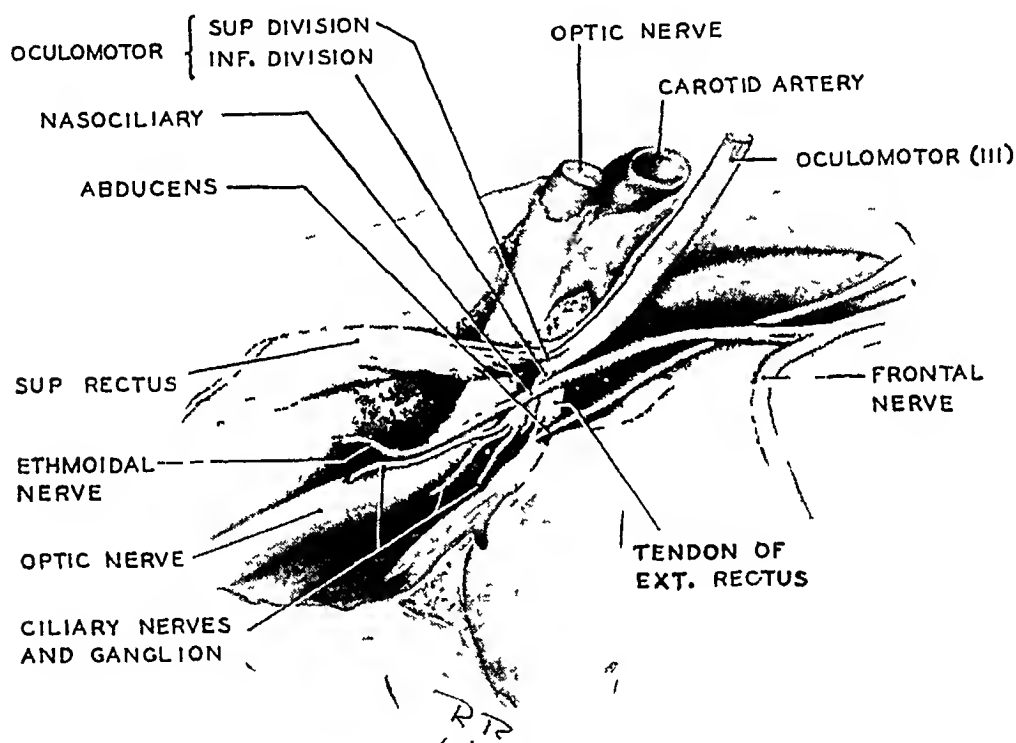 OCULOMOTOR { SUP DIVISION
INF. DIVISION
NASOCILIARY
ABDUCENS
OPTIC NERVE
CAROTID ARTERY
OCULOMOTOR (III)
SUP RECTUS
FRONTAL
NERVE
ETHMOIDAL
NERVE
OPTIC NERVE
TENDON OF
EXT. RECTUS
CILIARY NERVES
AND GANGLION